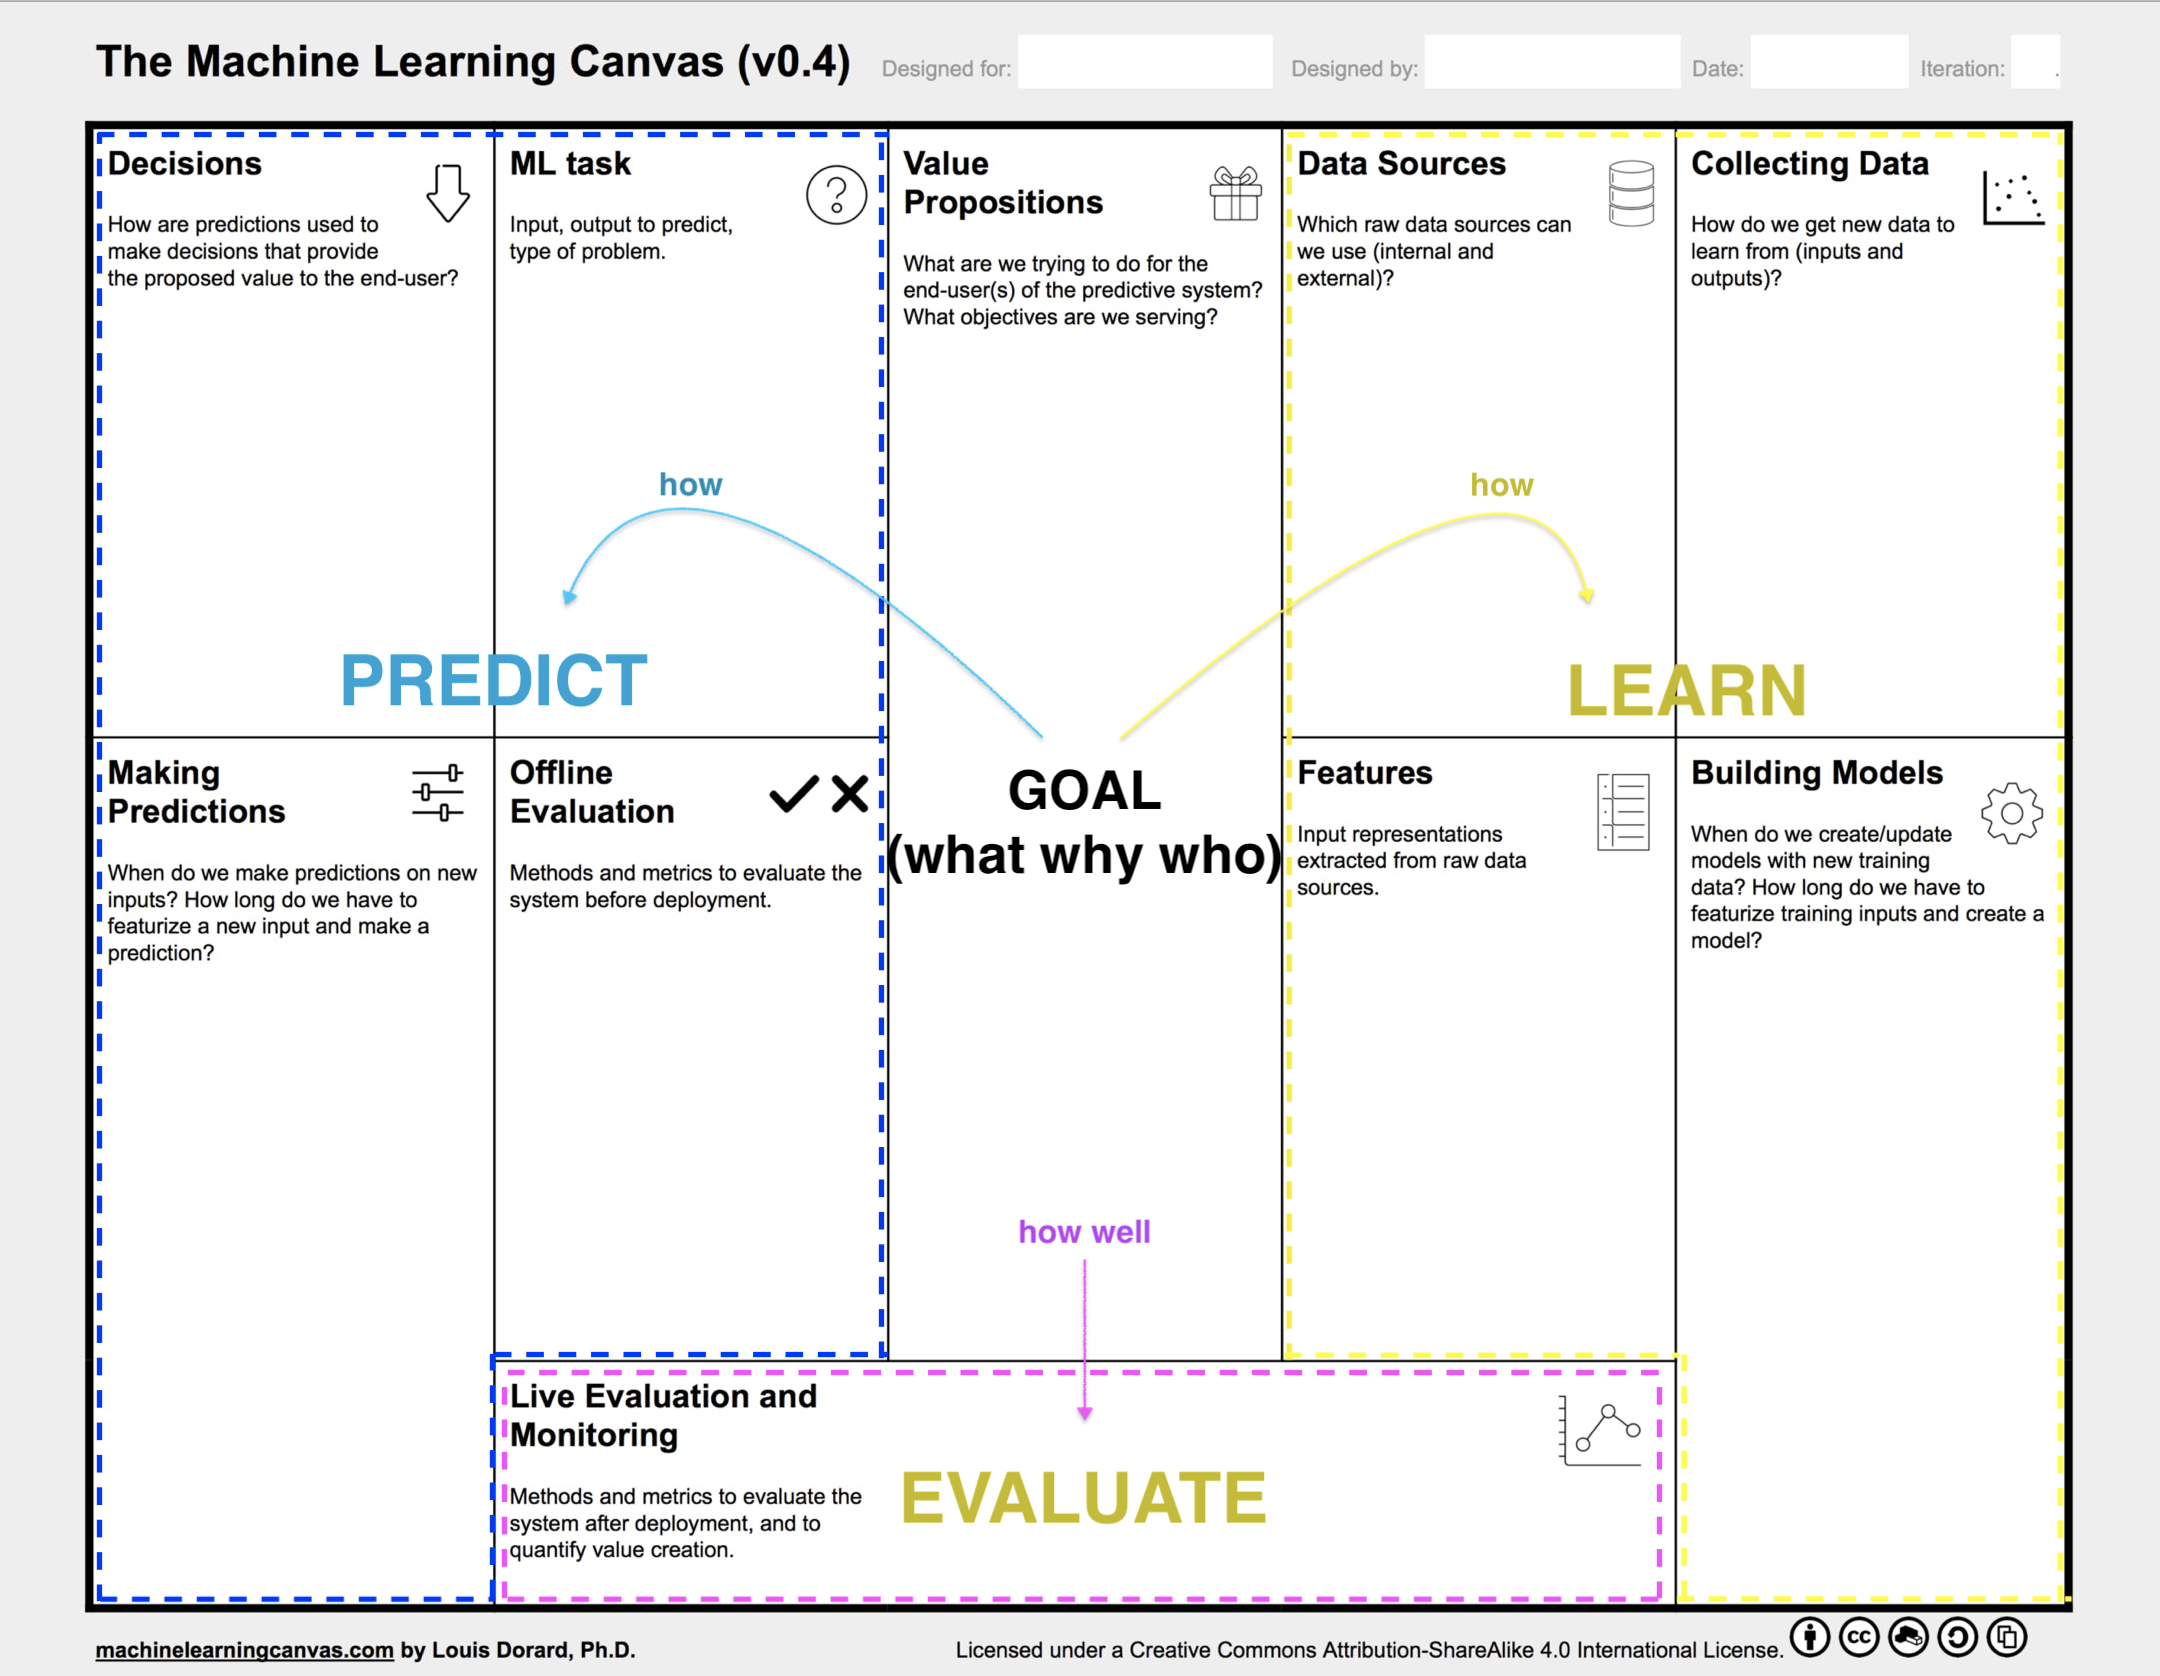 The Machine Learning Canvas (v0.4)
Designed for:
Designed by:
Date:
Iteration:
.
Decisions
How are predictions used to
make decisions that provide
the proposed value to the end-user?
ML task
Input, output to predict,
type of problem.
Value
Propositions
What are we trying to do for the
end-user(s) of the predictive system?
What objectives are we serving?
Data Sources
Which raw data sources can
we use (internal and
external)?
Collecting Data
How do we get new data to
learn from (inputs and
outputs)?
how
how
PREDICT
LEARN
Making
Predictions
When do we make predictions on new
inputs? How long do we have to
featurize a new input and make a
prediction?
Offline
Evaluation
Methods and metrics to evaluate the
system before deployment.
GOAL
(what why who)
Features
Input representations
extracted from raw data
sources.
Building Models
When do we create/update
models with new training
data? How long do we have to
featurize training inputs and create a
model?
how well
Live Evaluation and
Monitoring
Methods and metrics to evaluate the
system after deployment, and to
quantify value creation.
EVALUATE
machinelearningcanvas.com by Louis Dorard, Ph.D.
Licensed under a Creative Commons Attribution-ShareAlike 4.0 International License.
cc